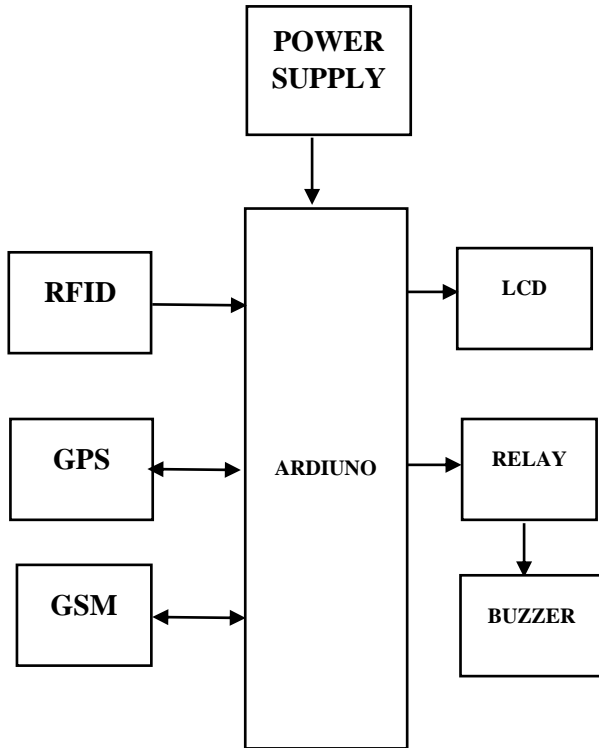 POWER
SUPPLY
RFID
LCD
GPS
ARDIUNO
RELAY
GSM
BUZZER